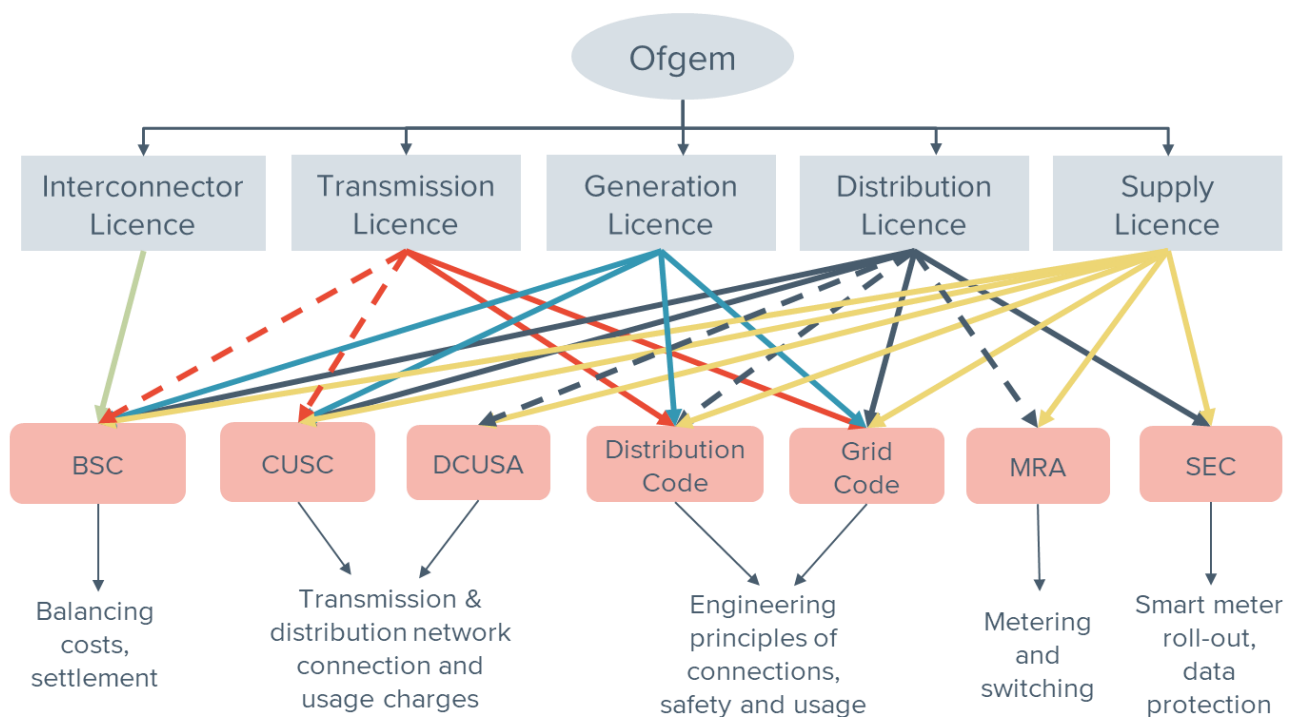 Ofgem
Interconnector
Licence
Transmission
Licence
Generation
Licence
Distribution
Licence
Supply
Licence
BSC
CUSC
DCUSA
Distribution
Code
Grid
Code
MRA
SEC
Balancing
costs,
settlement
Transmission &
distribution network
connection and
usage charges
Engineering
principles of
connections,
safety and usage
Metering
and
switching
Smart meter
roll-out,
data
protection